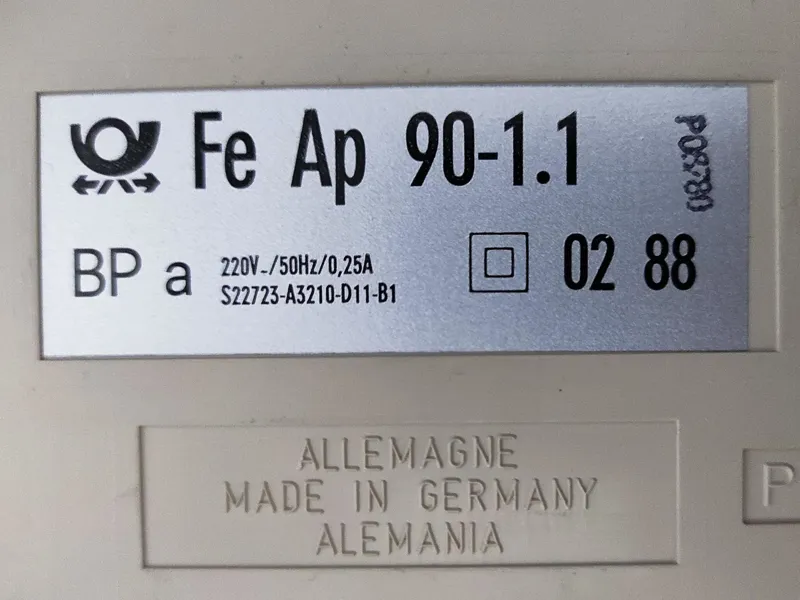 Fe Ap 90-1.1
P08780
BP a
220V~/50Hz/0,25A
S22723-A3210-D11-B1
02 88
ALLEMAGNE
MADE IN GERMANY
ALEMANIA
P